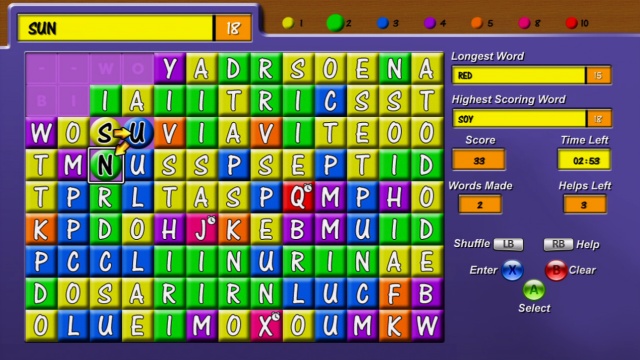 SUN 18
1 2 3 4 5 8 10
- - W O Y A D R S O E N A
B I I A I I T R I C S S T
W O S U V I A V I T E O O
T M N U S S P S E P T I D
T P R L T A S P Q M P H O
K P D O H J K E B M U I D
P C C L I I N U R I N A E
D O S A R I R N L U C F B
O L U E I M O X O U M K W
Longest Word
RED 15
Highest Scoring Word
SOY 18
Score Time Left
33 02:53
Words Made Helps Left
2 3
Shuffle LB RB Help
Enter X B Clear
A
Select